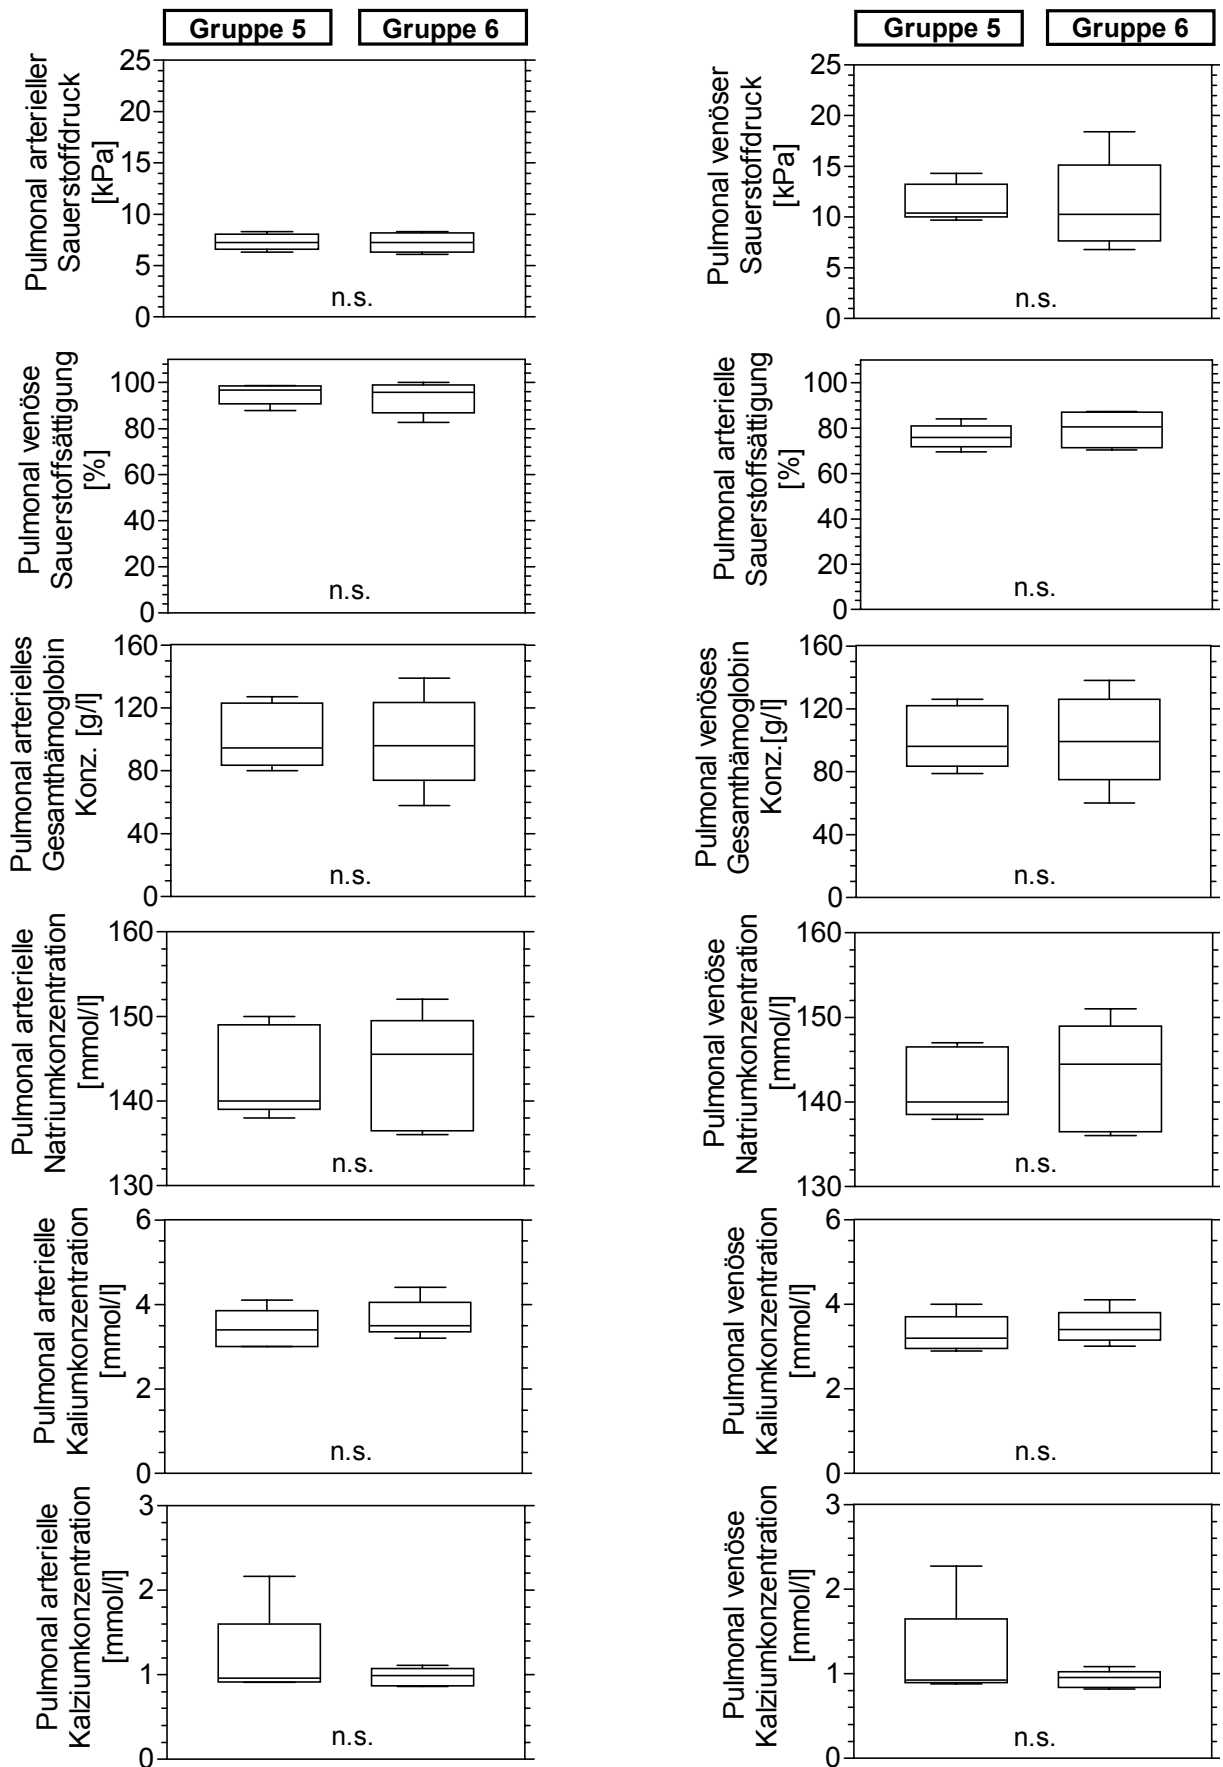 Gruppe 5 Gruppe 6
Pulmonal arterieller
Sauerstoffdruck
[kPa]
25
20
15
10
5
0
n.s.
Gruppe 5 Gruppe 6
Pulmonal venöser
Sauerstoffdruck
[kPa]
25
20
15
10
5
0
n.s.
Pulmonal venöse
Sauerstoffsättigung
[%]
100
80
60
40
20
0
n.s.
Pulmonal arterielle
Sauerstoffsättigung
[%]
100
80
60
40
20
0
n.s.
Pulmonal arterielles
Gesamthämoglobin
Konz. [g/l]
160
120
80
40
0
n.s.
Pulmonal venöses
Gesamthämoglobin
Konz.[g/l]
160
120
80
40
0
n.s.
Pulmonal arterielle
Natriumkonzentration
[mmol/l]
160
150
140
130
n.s.
Pulmonal venöse
Natriumkonzentration
[mmol/l]
160
150
140
130
n.s.
Pulmonal arterielle
Kaliumkonzentration
[mmol/l]
6
4
2
0
n.s.
Pulmonal venöse
Kaliumkonzentration
[mmol/l]
6
4
2
0
n.s.
Pulmonal arterielle
Kalziumkonzentration
[mmol/l]
3
2
1
0
n.s.
Pulmonal venöse
Kalziumkonzentration
[mmol/l]
3
2
1
0
n.s.